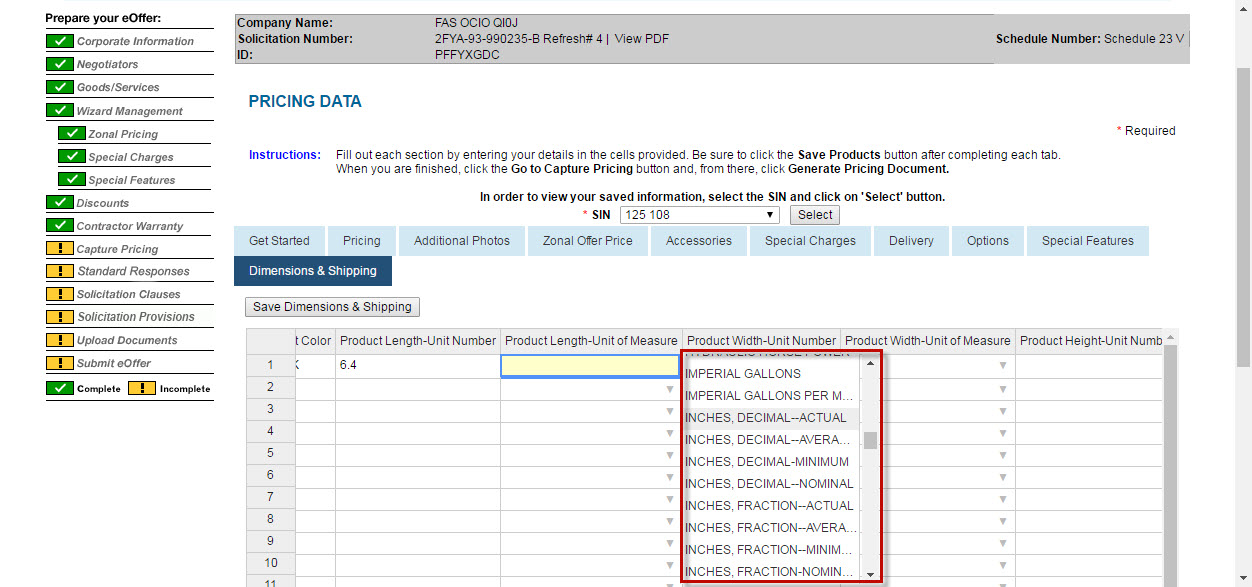 Prepare your eOffer:
Corporate Information
Negotiators
Goods/Services
Wizard Management
Zonal Pricing
Special Charges
Special Features
Discounts
Contractor Warranty
Capture Pricing
Standard Responses
Solicitation Clauses
Solicitation Provisions
Upload Documents
Submit eOffer
Complete ! Incomplete
Company Name: FAS OCIO QI0J
Solicitation Number: 2FYA-93-990235-B Refresh# 4 | View PDF Schedule Number: Schedule 23 V
ID: PFFYXGDC
PRICING DATA
* Required
Instructions: Fill out each section by entering your details in the cells provided. Be sure to click the Save Products button after completing each tab.
When you are finished, click the Go to Capture Pricing button and, from there, click Generate Pricing Document.
In order to view your saved information, select the SIN and click on 'Select' button.
* SIN 125 108 Select
Get Started Pricing Additional Photos Zonal Offer Price Accessories Special Charges Delivery Options Special Features
Dimensions & Shipping
Save Dimensions & Shipping
t Color Product Length-Unit Number Product Length-Unit of Measure Product Width-Unit Number Product Width-Unit of Measure Product Height-Unit Numb
1 6.4
2
3
4
5
6
7
8
9
10
11
HYDRAULIC HORSE POWER
IMPERIAL GALLONS
IMPERIAL GALLONS PER M...
INCHES, DECIMAL--ACTUAL
INCHES, DECIMAL--AVERA...
INCHES, DECIMAL-MINIMUM
INCHES, DECIMAL--NOMINAL
INCHES, FRACTION--ACTUAL
INCHES, FRACTION--AVERA...
INCHES, FRACTION--MINIM...
INCHES, FRACTION-NOMIN...